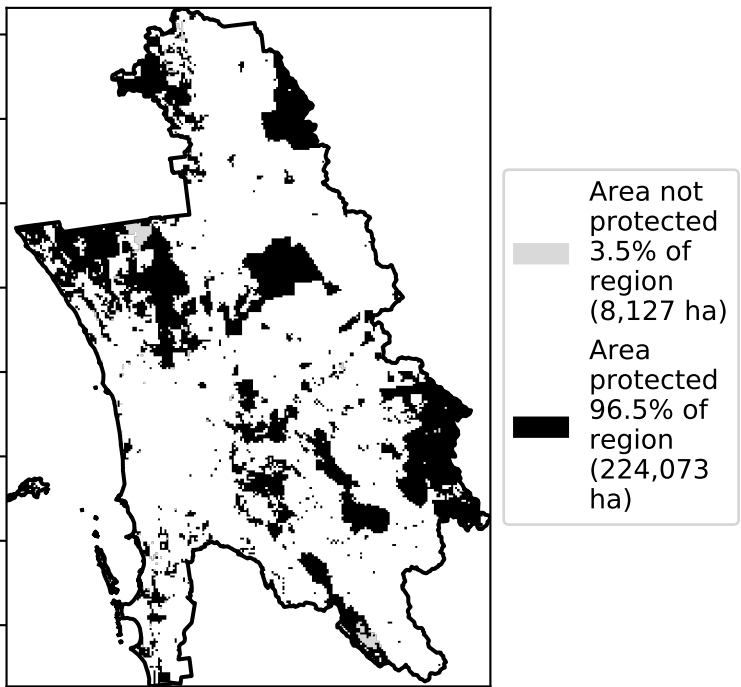 Area not
protected
3.5% of
region
(8,127 ha)
Area
protected
96.5% of
region
(224,073
ha)